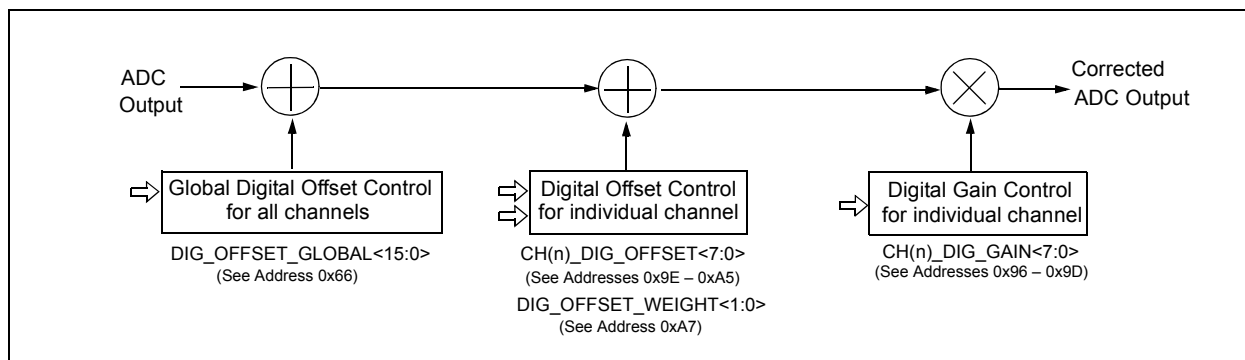 ADC
Output
Corrected
ADC Output
Global Digital Offset Control
for all channels
DIG_OFFSET_GLOBAL<15:0>
(See Address 0x66)
Digital Offset Control
for individual channel
CH(n)_DIG_OFFSET<7:0>
(See Addresses 0x9E – 0xA5)
DIG_OFFSET_WEIGHT<1:0>
(See Address 0xA7)
Digital Gain Control
for individual channel
CH(n)_DIG_GAIN<7:0>
(See Addresses 0x96 – 0x9D)